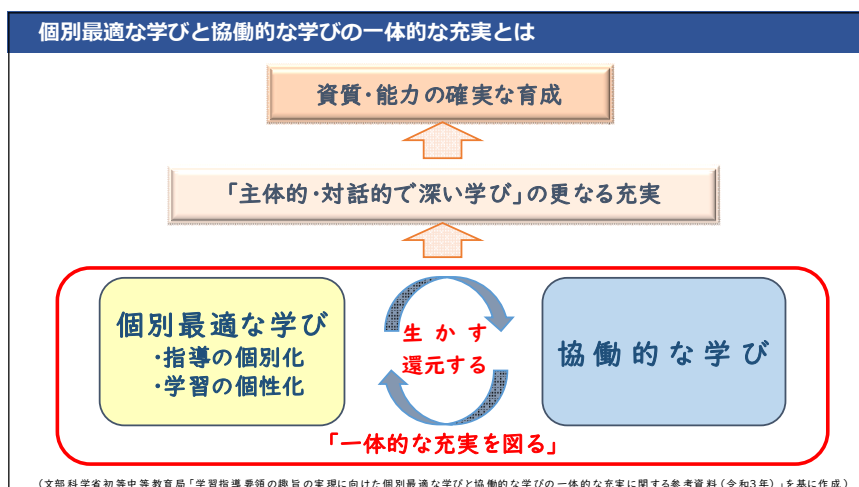 個別最適な学びと協働的な学びの一体的な充実とは
資質・能力の確実な育成
「主体的・対話的で深い学び」の更なる充実
個別最適な学び
・指導の個別化
・学習の個性化
生かす
還元する
協働的な学び
「一体的な充実を図る」
(文部科学省初等中等教育局「学習指導要領の趣旨の実現に向けた個別最適な学びと協働的な学びの一体的な充実に関する参考資料(令和3年)」を基に作成)